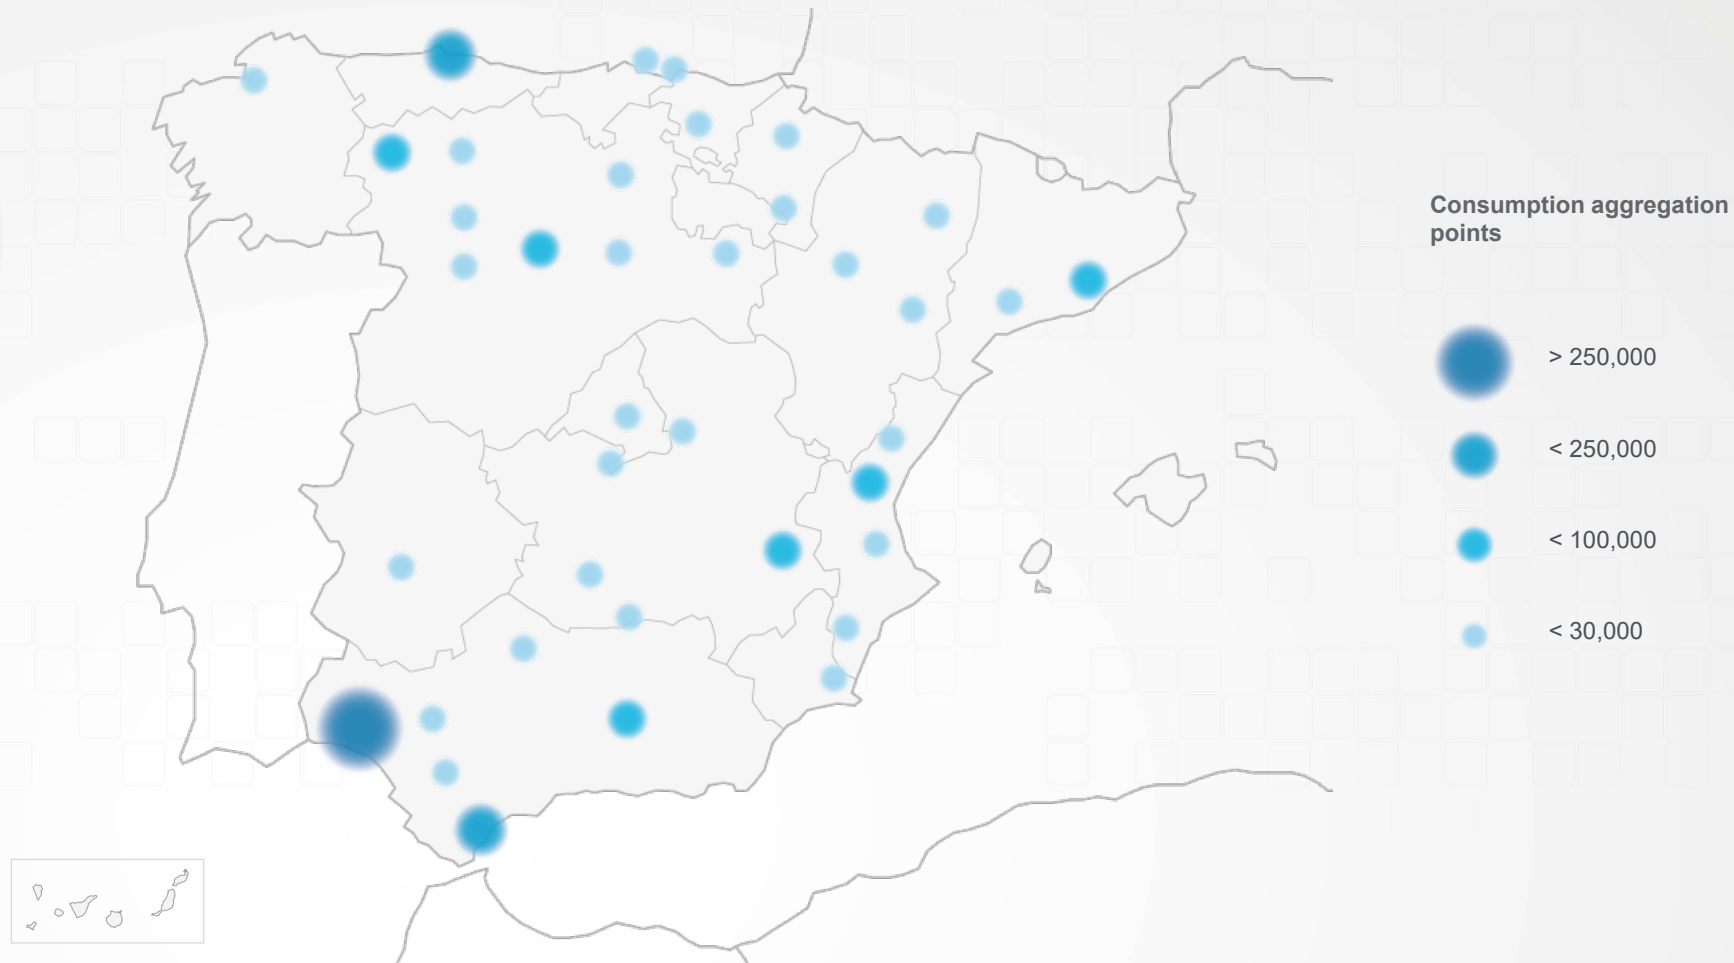 Consumption aggregation
points
> 250,000
< 250,000
< 100,000
< 30,000